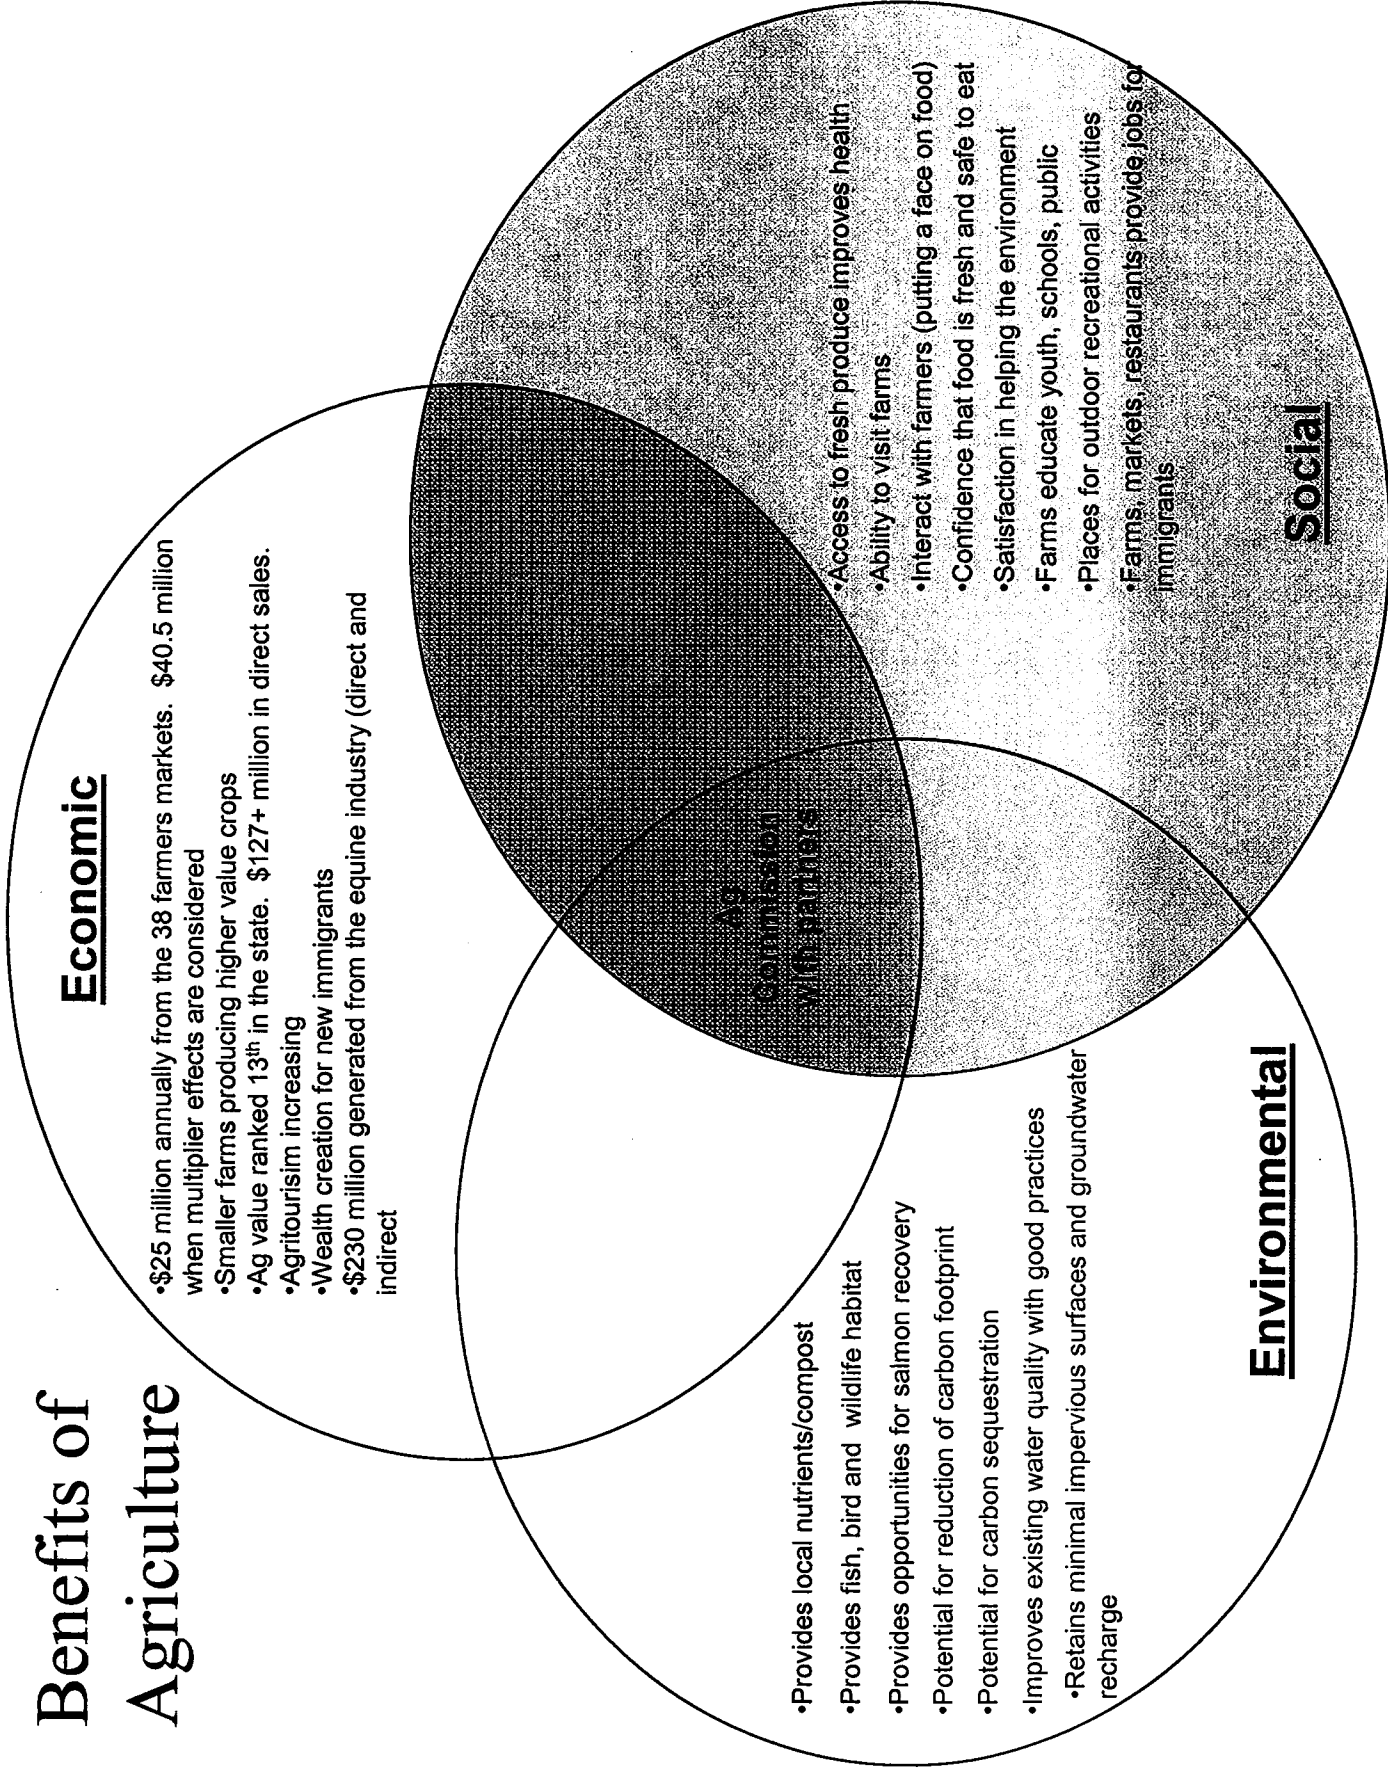 Benefits of
Agriculture
Economic
•$25 million annually from the 38 farmers markets. $40.5 million
when multiplier effects are considered
•Smaller farms producing higher value crops
•Ag value ranked 13th in the state. $127+ million in direct sales.
•Agritourisim increasing
•Wealth creation for new immigrants
•$230 million generated from the equine industry (direct and
indirect
Ag
Commission
with partners
•Provides local nutrients/compost
•Provides fish, bird and wildlife habitat
•Provides opportunities for salmon recovery
•Potential for reduction of carbon footprint
•Potential for carbon sequestration
•Improves existing water quality with good practices
•Retains minimal impervious surfaces and groundwater
recharge
Environmental
•Access to fresh produce improves health
•Ability to visit farms
•Interact with farmers (putting a face on food)
•Confidence that food is fresh and safe to eat
•Satisfaction in helping the environment
•Farms educate youth, schools, public
•Places for outdoor recreational activities
•Farms, markets, restaurants provide jobs for
immigrants
Social